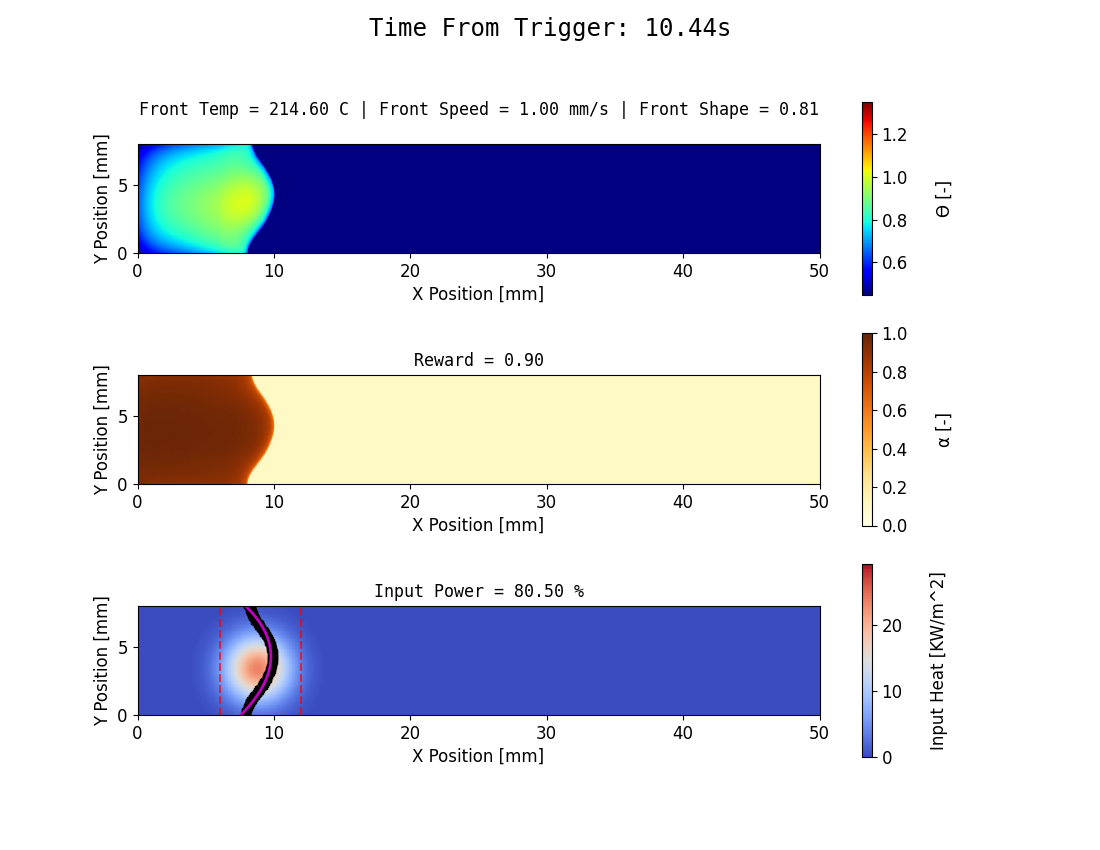 Time From Trigger: 10.44s
Front Temp = 214.60 C | Front Speed = 1.00 mm/s | Front Shape = 0.81
Y Position [mm]
5
0
0 10 20 30 40 50
X Position [mm]
1.2
1.0
0.8
0.6
ϴ [-]
Reward = 0.90
Y Position [mm]
5
0
0 10 20 30 40 50
X Position [mm]
1.0
0.8
0.6
0.4
0.2
0.0
α [-]
Input Power = 80.50 %
Y Position [mm]
5
0
0 10 20 30 40 50
X Position [mm]
20
10
0
Input Heat [KW/m^2]